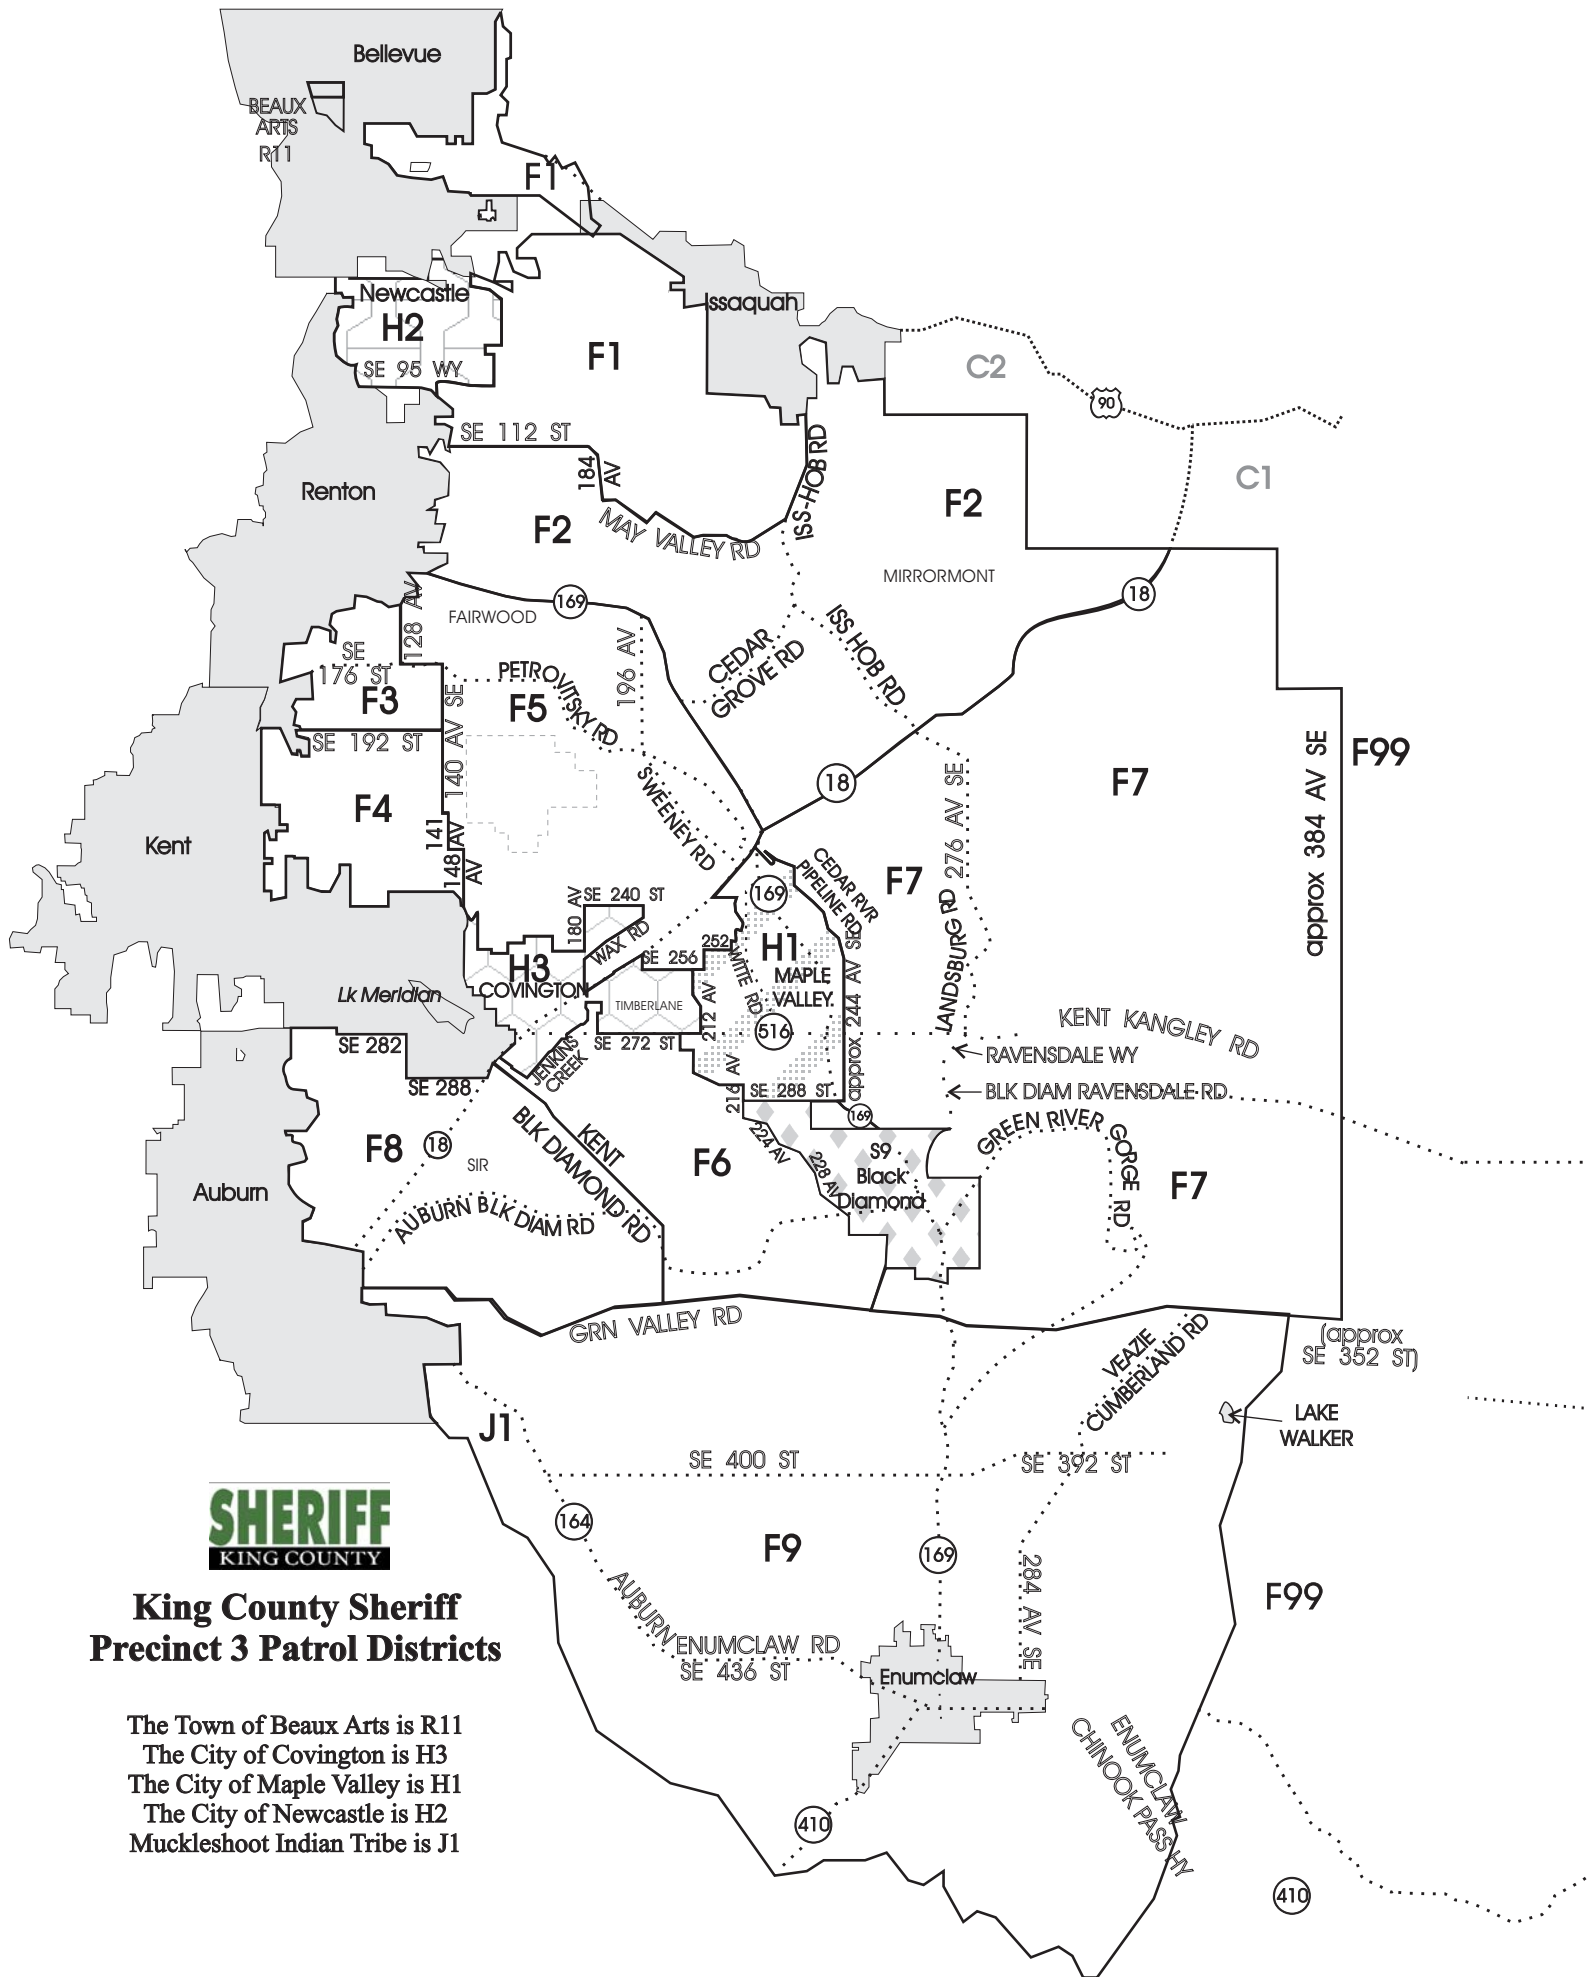 Bellevue
BEAUX
ARTS
R11
F1
Issaquah
Newcastle
H2
SE 95 WY
F1
C2
90
SE 112 ST
184
AV
ISS-HOB RD
C1
Renton
F2
MAY VALLEY RD
F2
MIRRORMONT
18
128 AV
FAIRWOOD
169
196 AV
CEDAR
GROVE RD
ISS HOB RD
SE
176 ST
F3
PETROVITSKY RD
F5
SE 192 ST
140 AV SE
F99
approx 384 AV SE
18
F7
276 AV SE
SWEENEY RD
F4
Kent
141
AV
148
AV
CEDAR RVR
PIPELINE RD
F7
169
SE 240 ST
180 AV
WAX RD
252
H1
WITTE RD
MAPLE
VALLEY
SE 256
H3
COVINGTON
TIMBERLANE
Lk Meridian
212 AV
516
approx 244 AV SE
LANDSBURG RD
KENT KANGLEY RD
SE 282
SE 272 ST
JENKINS
CREEK
RAVENSDALE WY
SE 288
216 AV
SE 288 ST
BLK DIAM RAVENSDALE RD
169
GREEN RIVER GORGE RD
F8
18
SIR
KENT
BLK DIAMOND RD
F6
224 AV
228 AV
S9
Black
Diamond
F7
Auburn
AUBURN BLK DIAM RD
GRN VALLEY RD
(approx
SE 352 ST)
VEAZIE
CUMBERLAND RD
LAKE
WALKER
J1
SE 400 ST
SE 392 ST
SHERIFF
KING COUNTY
164
F9
169
284 AV SE
F99
King County Sheriff
Precinct 3 Patrol Districts
AUBURN
ENUMCLAW RD
SE 436 ST
Enumclaw
ENUMCLAW
CHINOOK PASS HY
The Town of Beaux Arts is R11
The City of Covington is H3
The City of Maple Valley is H1
The City of Newcastle is H2
Muckleshoot Indian Tribe is J1
410
410